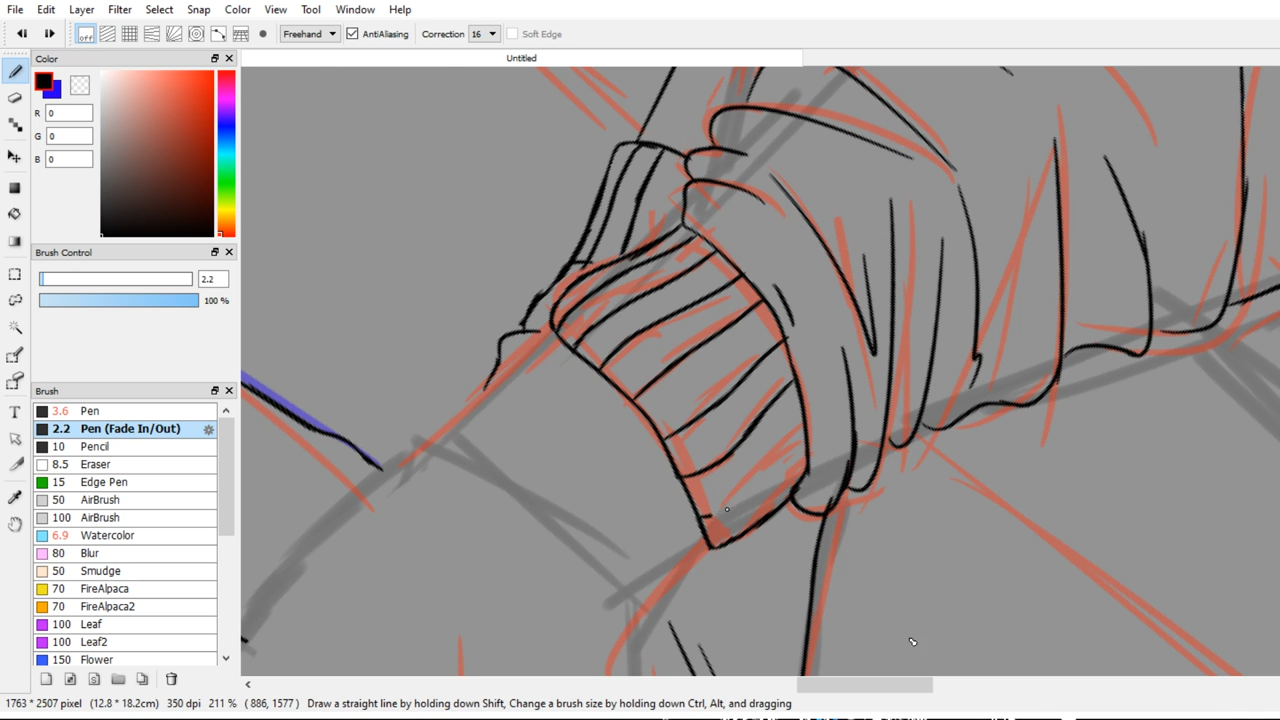 File Edit Layer Filter Select Snap Color View Tool Window Help
off Freehand AntiAliasing Correction 16 Soft Edge
Color
Untitled
R 0
G 0
B 0
Brush Control
2.2
100 %
Brush
3.6 Pen
2.2 Pen (Fade In/Out)
10 Pencil
8.5 Eraser
15 Edge Pen
50 AirBrush
100 AirBrush
6.9 Watercolor
80 Blur
50 Smudge
70 FireAlpaca
70 FireAlpaca2
100 Leaf
100 Leaf2
150 Flower
1763 * 2507 pixel (12.8 * 18.2cm) 350 dpi 211 % ( 886, 1577 ) Draw a straight line by holding down Shift, Change a brush size by holding down Ctrl, Alt, and dragging